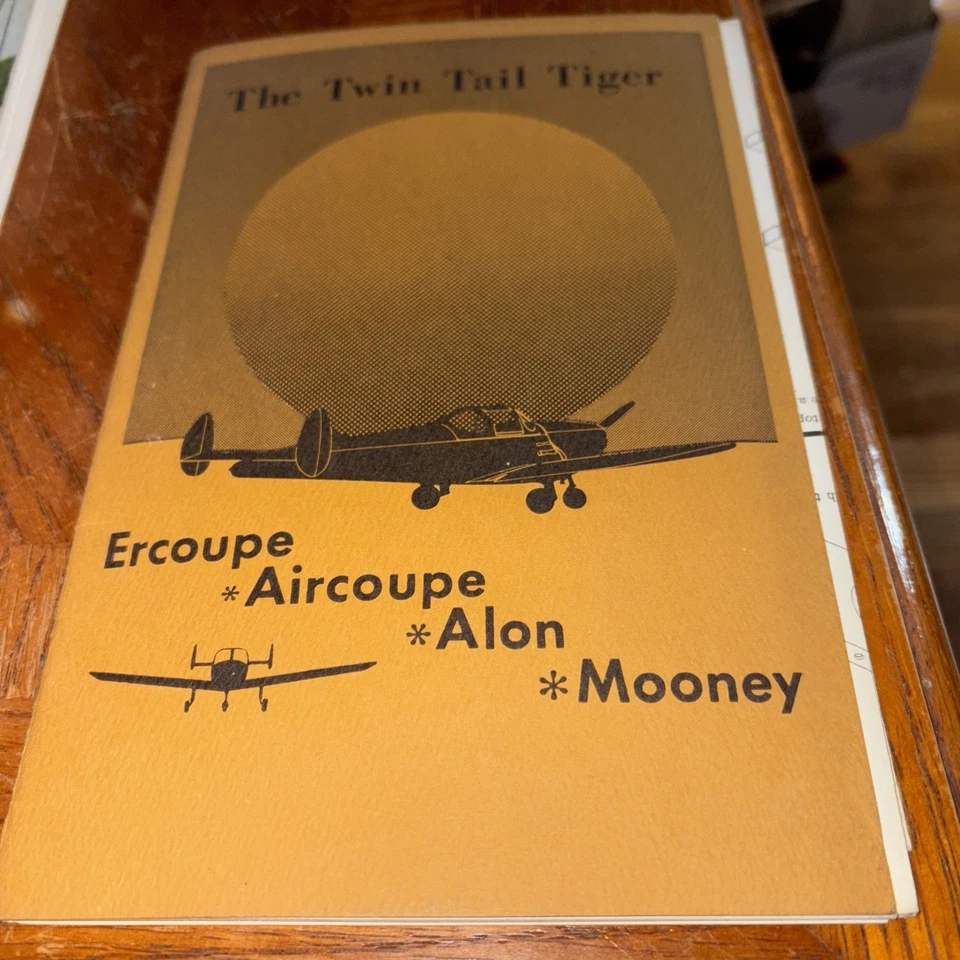 The Twin Tail Tiger
Ercoupe
*Aircoupe
*Alon
*Mooney